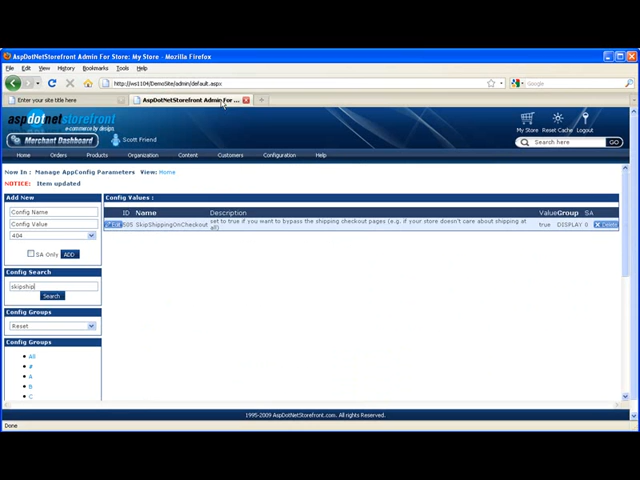 AspDotNetStorefront Admin For Store: My Store - Mozilla Firefox
File Edit View History Bookmarks Tools Help
http://ws1104/DemoSite/admin/default.aspx
Google
Enter your site title here
AspDotNetStorefront Admin For ...
aspdotnetstorefront
e-commerce by design
Merchant Dashboard
Scott Friend
My Store Reset Cache Logout
Search here
GO
Home Orders Products Organization Content Customers Configuration Help
Now In : Manage AppConfig Parameters View: Home
NOTICE: Item updated
Add New
Config Name
Config Value
404
SA Only
ADD
Config Search
skipship
Search
Config Groups
Reset
Config Groups
All
#
A
B
C
Config Values :
ID Name Description Value Group SA
Edit 505 SkipShippingOnCheckout set to true if you want to bypass the shipping checkout pages (e.g. if your store doesn't care about shipping at all) true DISPLAY 0 Delete
1995-2009 AspDotNetStorefront.com. All rights Reserved.
Done